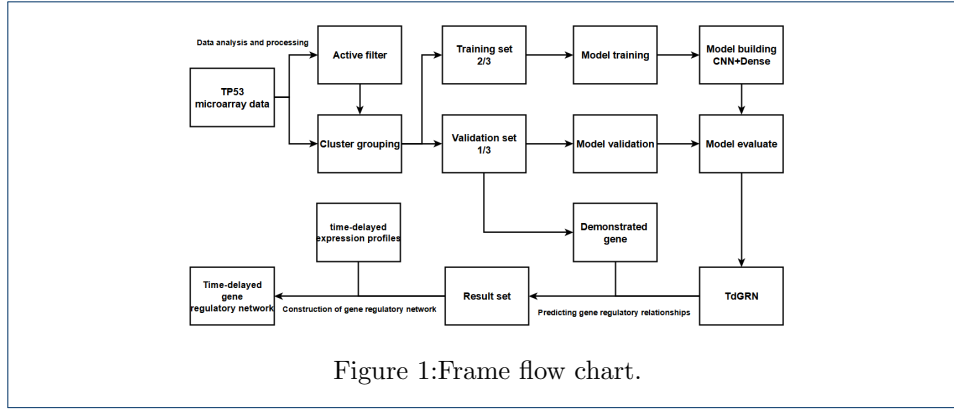 Data analysis and processing
Active filter
Training set
2/3
Model training
Model building
CNN+Dense
TP53
microarray data
Cluster grouping
Validation set
1/3
Model validation
Model evaluate
time-delayed
expression profiles
Demonstrated
gene
Time-delayed
gene
regulatory network
Construction of gene regulatory network
Result set
Predicting gene regulatory relationships
TdGRN
Figure 1:Frame flow chart.